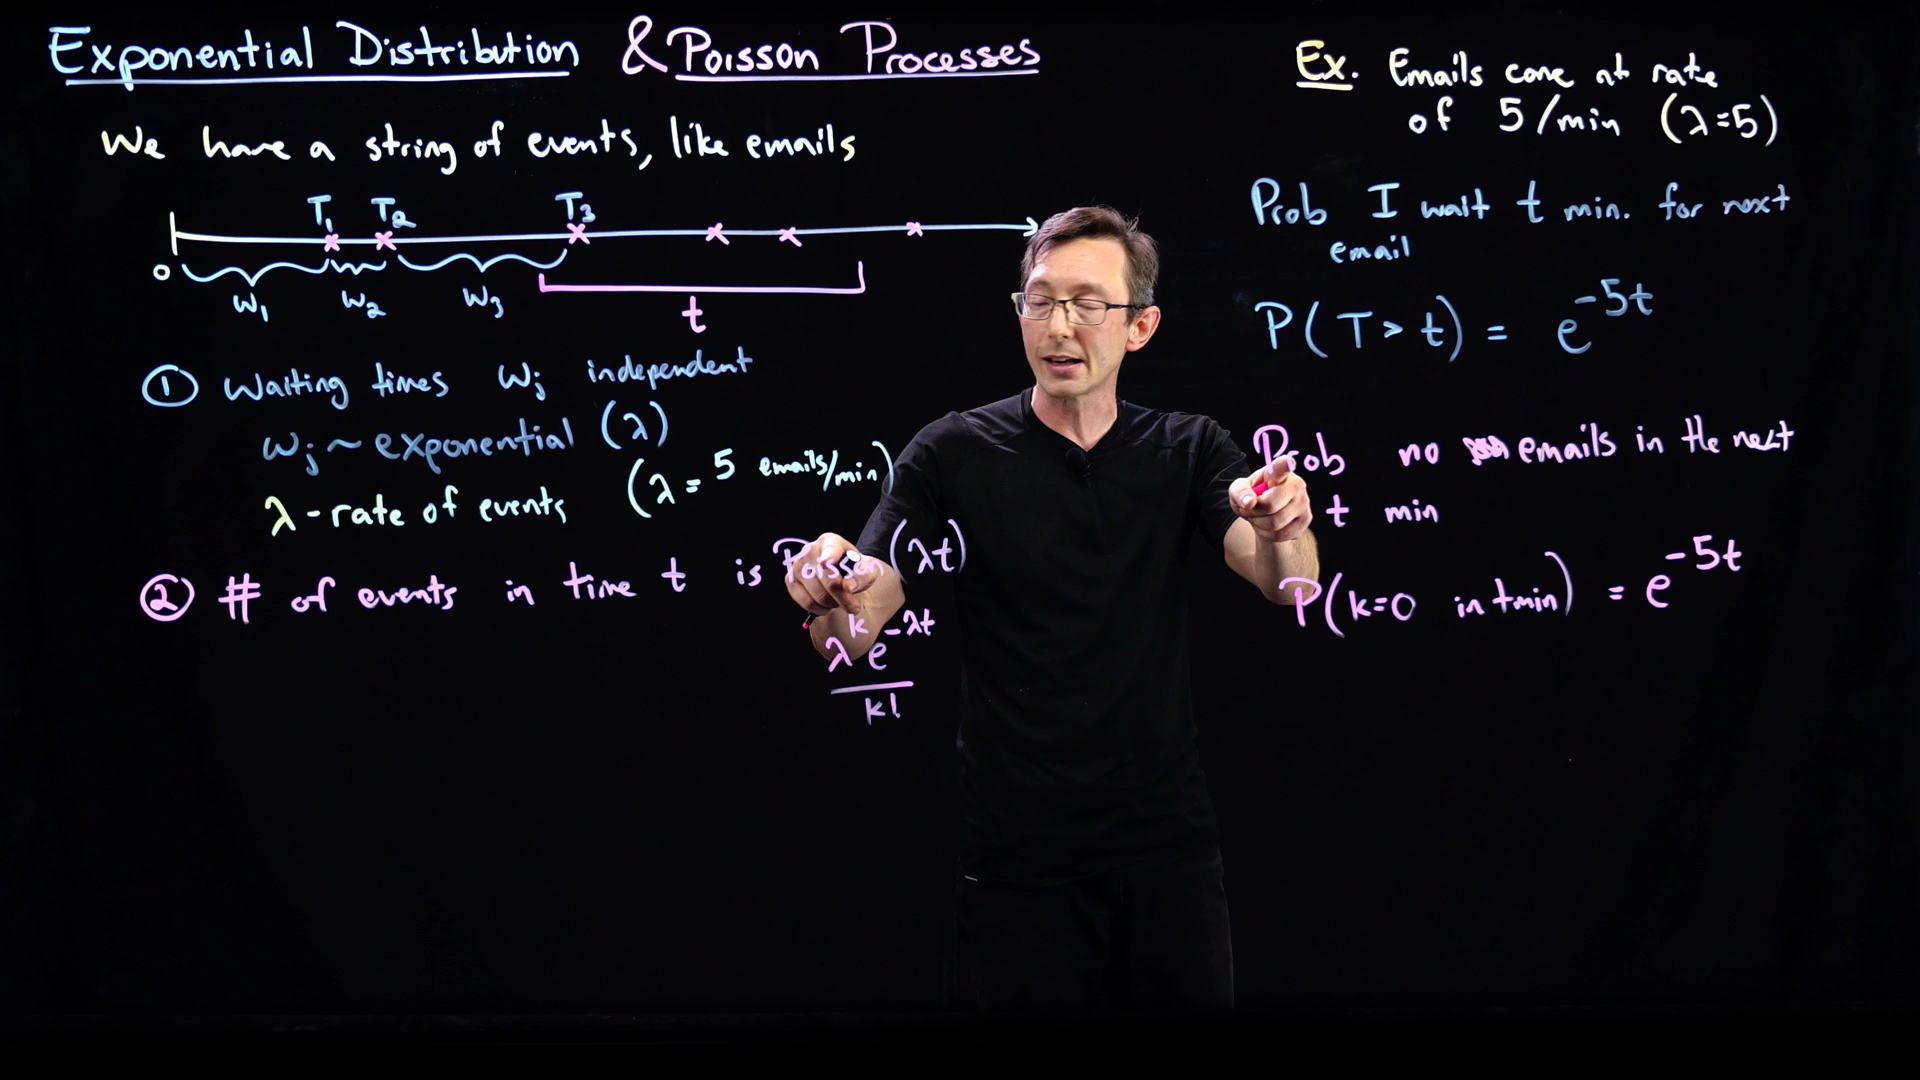 Exponential Distribution & Poisson Processes
We have a string of events, like emails
T₁ T₂ T₃
0
W₁ W₂ W₃
t
① Waiting times Wj independent
Wj ~ exponential (λ)
λ - rate of events (λ = 5 emails/min)
② # of events in time t is Poisson (λt)
λ^k e^-λt
k!
Ex. Emails come at rate
of 5/min (λ=5)
Prob I wait t min. for next
email
P(T > t) = e^-5t
Prob no emails in the next
t min
P(k=0 in t min) = e^-5t